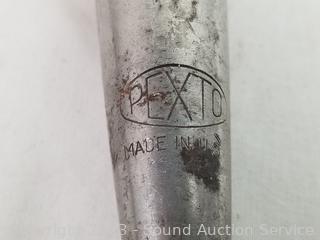 PEXTO
MADE IN U.S
Sound Auction Service